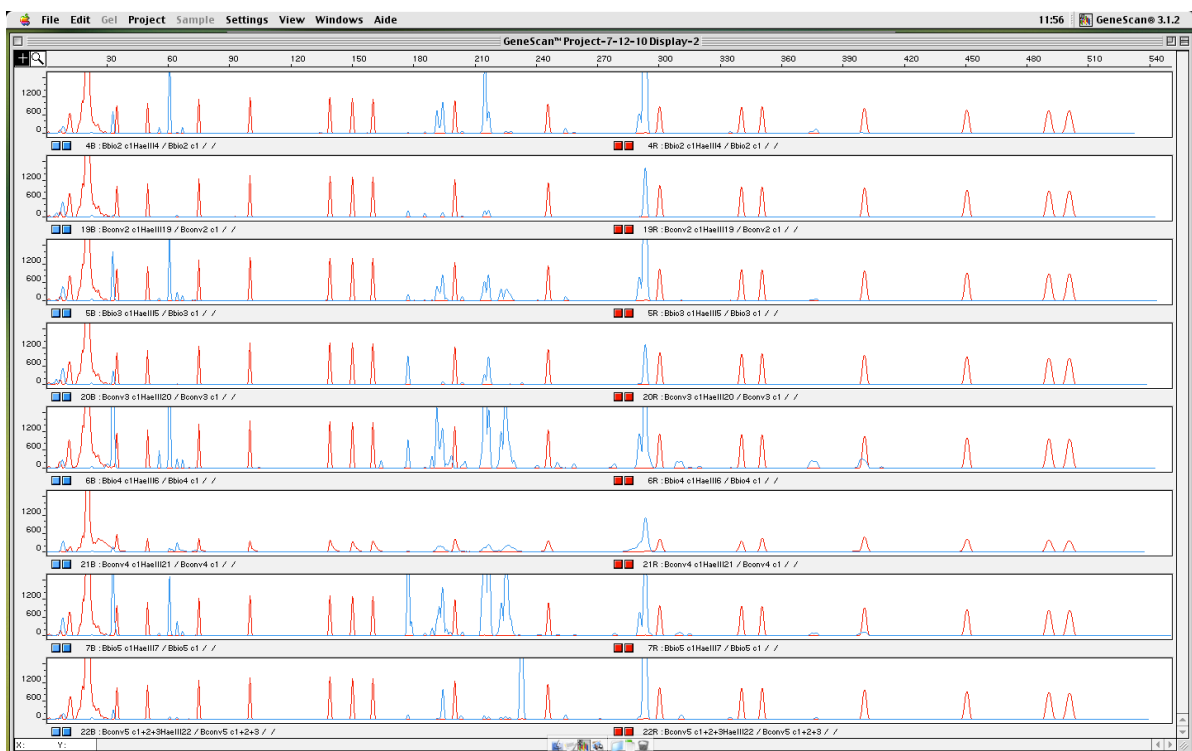 File Edit Gel Project Sample Settings View Windows Aide 11:56 GeneScan® 3.1.2
GeneScan™ Project-7-12-10 Display-2
30 60 90 120 150 180 210 240 270 300 330 360 390 420 450 480 510 540
1200
600
0
4B : Bbio2 c1HaeIII4 / Bbio2 c1 / / 4R : Bbio2 c1HaeIII4 / Bbio2 c1 / /
1200
600
0
19B : Bconv2 c1HaeIII19 / Bconv2 c1 / / 19R : Bconv2 c1HaeIII19 / Bconv2 c1 / /
1200
600
0
5B : Bbio3 c1HaeIII5 / Bbio3 c1 / / 5R : Bbio3 c1HaeIII5 / Bbio3 c1 / /
1200
600
0
20B : Bconv3 c1HaeIII20 / Bconv3 c1 / / 20R : Bconv3 c1HaeIII20 / Bconv3 c1 / /
1200
600
0
6B : Bbio4 c1HaeIII6 / Bbio4 c1 / / 6R : Bbio4 c1HaeIII6 / Bbio4 c1 / /
1200
600
0
21B : Bconv4 c1HaeIII21 / Bconv4 c1 / / 21R : Bconv4 c1HaeIII21 / Bconv4 c1 / /
1200
600
0
7B : Bbio5 c1HaeIII7 / Bbio5 c1 / / 7R : Bbio5 c1HaeIII7 / Bbio5 c1 / /
1200
600
0
22B : Bconv5 c1+2+3HaeIII22 / Bconv5 c1+2+3 / / 22R : Bconv5 c1+2+3HaeIII22 / Bconv5 c1+2+3 / /
X: Y: